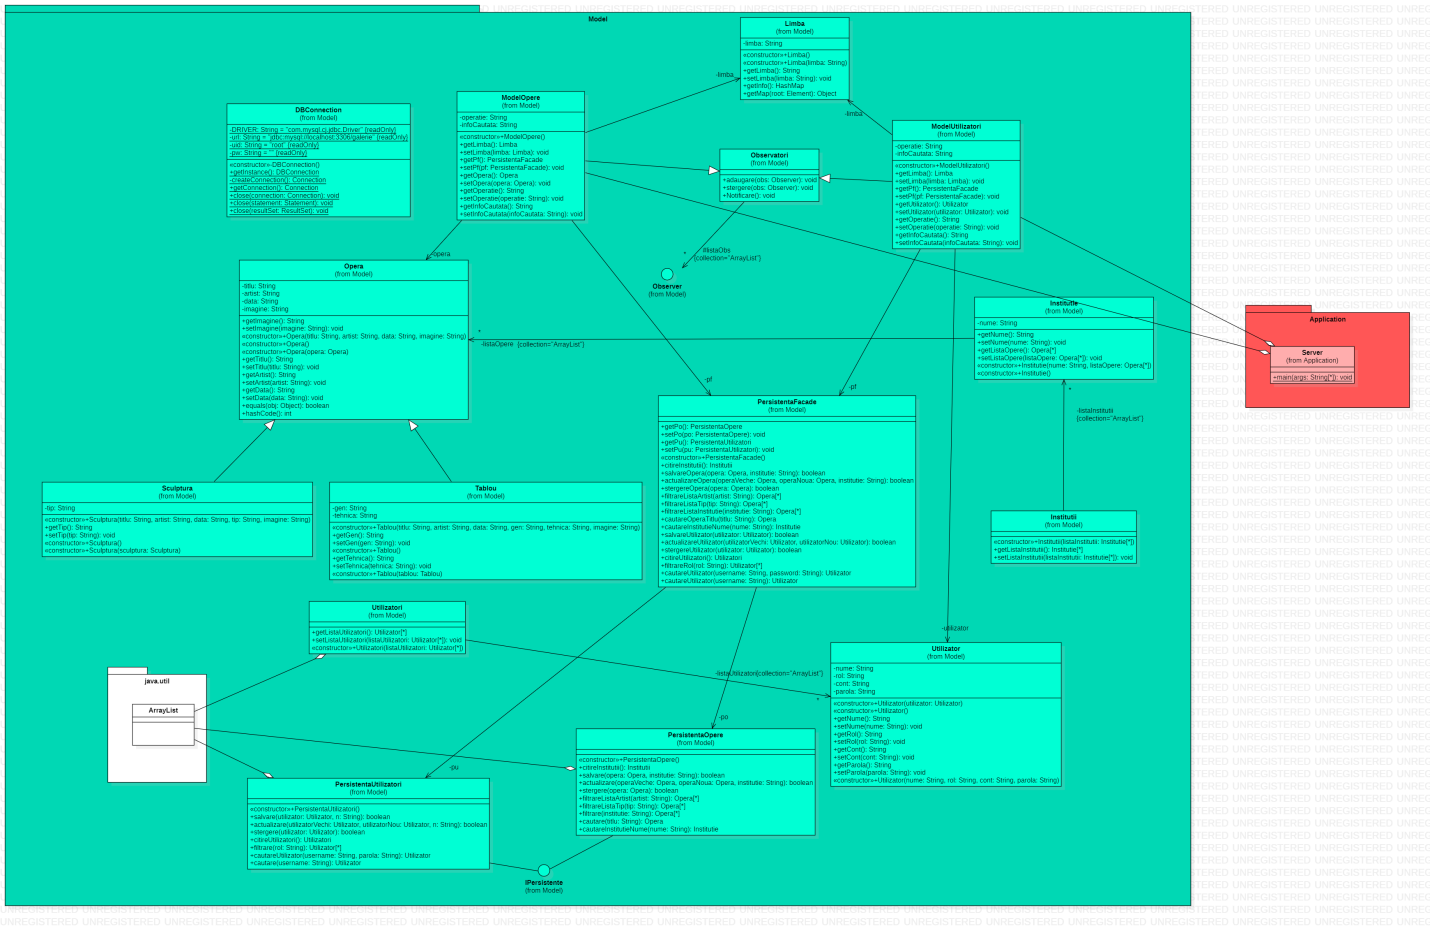 Model
Limba
(from Model)
-limba: String
«constructor»+Limba()
«constructor»+Limba(limba: String)
+getLimba(): String
+setLimba(limba: String): void
+getInfo(): HashMap
+getMap(root: Element): Object
DBConnection
(from Model)
-DRIVER: String = "com.mysql.cj.jdbc.Driver" {readOnly}
-url: String = "jdbc:mysql://localhost:3306/galerie" {readOnly}
-uid: String = "root" {readOnly}
-pw: String = "" {readOnly}
«constructor»-DBConnection()
+getInstance(): DBConnection
-createConnection(): Connection
+getConnection(): Connection
+close(connection: Connection): void
+close(statement: Statement): void
+close(resultSet: ResultSet): void
ModelOpere
(from Model)
-operatie: String
-infoCautata: String
«constructor»+ModelOpere()
+getLimba(): Limba
+setLimba(limba: Limba): void
+getPf(): PersistentaFacade
+setPf(pf: PersistentaFacade): void
+getOpera(): Opera
+setOpera(opera: Opera): void
+getOperatie(): String
+setOperatie(operatie: String): void
+getInfoCautata(): String
+setInfoCautata(infoCautata: String): void
-limba
-limba
Observatori
(from Model)
+adaugare(obs: Observer): void
+stergere(obs: Observer): void
+Notificare(): void
ModelUtilizatori
(from Model)
-operatie: String
-infoCautata: String
«constructor»+ModelUtilizatori()
+getLimba(): Limba
+setLimba(limba: Limba): void
+getPf(): PersistentaFacade
+setPf(pf: PersistentaFacade): void
+getUtilizator(): Utilizator
+setUtilizator(utilizator: Utilizator): void
+getOperatie(): String
+setOperatie(operatie: String): void
+getInfoCautata(): String
+setInfoCautata(infoCautata: String): void
-opera
#listaObs
*
{collection="ArrayList"}
Observer
(from Model)
Opera
(from Model)
-titlu: String
-artist: String
-data: String
-imagine: String
+getImagine(): String
+setImagine(imagine: String): void
«constructor»+Opera(titlu: String, artist: String, data: String, imagine: String)
«constructor»+Opera()
«constructor»+Opera(opera: Opera)
+getTitlu(): String
+setTitlu(titlu: String): void
+getArtist(): String
+setArtist(artist: String): void
+getData(): String
+setData(data: String): void
+equals(obj: Object): boolean
+hashCode(): int
*
-listaOpere {collection="ArrayList"}
Institutie
(from Model)
-nume: String
+getNume(): String
+setNume(nume: String): void
+getListaOpere(): Opera[*]
+setListaOpere(listaOpere: Opera[*]): void
«constructor»+Institutie(nume: String, listaOpere: Opera[*])
«constructor»+Institutie()
Application
Server
(from Application)
+main(args: String[*]): void
*
-listaInstitutii
{collection="ArrayList"}
-pf
-pf
PersistentaFacade
(from Model)
+getPo(): PersistentaOpere
+setPo(po: PersistentaOpere): void
+getPu(): PersistentaUtilizatori
+setPu(pu: PersistentaUtilizatori): void
«constructor»+PersistentaFacade()
+citireInstitutii(): Institutii
+salvareOpera(opera: Opera, institutie: String): boolean
+actualizareOpera(operaVeche: Opera, operaNoua: Opera, institutie: String): boolean
+stergereOpera(opera: Opera): boolean
+filtrareListaArtist(artist: String): Opera[*]
+filtrareListaTip(tip: String): Opera[*]
+filtrareListaInstitutie(institutie: String): Opera[*]
+cautareOperaTitlu(titlu: String): Opera
+cautareInstitutieNume(nume: String): Institutie
+salvareUtilizator(utilizator: Utilizator): boolean
+actualizareUtilizator(utilizatorVechi: Utilizator, utilizatorNou: Utilizator): boolean
+stergereUtilizator(utilizator: Utilizator): boolean
+citireUtilizatori(): Utilizatori
+filtrareRol(rol: String): Utilizator[*]
+cautareUtilizator(username: String, password: String): Utilizator
+cautareUtilizator(username: String): Utilizator
Sculptura
(from Model)
-tip: String
«constructor»+Sculptura(titlu: String, artist: String, data: String, tip: String, imagine: String)
+getTip(): String
+setTip(tip: String): void
«constructor»+Sculptura()
«constructor»+Sculptura(sculptura: Sculptura)
Tablou
(from Model)
-gen: String
-tehnica: String
«constructor»+Tablou(titlu: String, artist: String, data: String, gen: String, tehnica: String, imagine: String)
+getGen(): String
+setGen(gen: String): void
«constructor»+Tablou()
+getTehnica(): String
+setTehnica(tehnica: String): void
«constructor»+Tablou(tablou: Tablou)
Institutii
(from Model)
«constructor»+Institutii(listaInstitutii: Institutie[*])
+getListaInstitutii(): Institutie[*]
+setListaInstitutii(listaInstitutii: Institutie[*]): void
Utilizatori
(from Model)
+getListaUtilizatori(): Utilizator[*]
+setListaUtilizatori(listaUtilizatori: Utilizator[*]): void
«constructor»+Utilizatori(listaUtilizatori: Utilizator[*])
-utilizator
-listaUtilizatori{collection="ArrayList"}
*
Utilizator
(from Model)
-nume: String
-rol: String
-cont: String
-parola: String
«constructor»+Utilizator(utilizator: Utilizator)
«constructor»+Utilizator()
+getNume(): String
+setNume(nume: String): void
+getRol(): String
+setRol(rol: String): void
+getCont(): String
+setCont(cont: String): void
+getParola(): String
+setParola(parola: String): void
«constructor»+Utilizator(nume: String, rol: String, cont: String, parola: String)
java.util
ArrayList
-po
-pu
PersistentaOpere
(from Model)
«constructor»+PersistentaOpere()
+citireInstitutii(): Institutii
+salvare(opera: Opera, institutie: String): boolean
+actualizare(operaVeche: Opera, operaNoua: Opera, institutie: String): boolean
+stergere(opera: Opera): boolean
+filtrareListaArtist(artist: String): Opera[*]
+filtrareListaTip(tip: String): Opera[*]
+filtrare(institutie: String): Opera[*]
+cautare(titlu: String): Opera
+cautareInstitutieNume(nume: String): Institutie
PersistentaUtilizatori
(from Model)
«constructor»+PersistentaUtilizatori()
+salvare(utilizator: Utilizator, n: String): boolean
+actualizare(utilizatorVechi: Utilizator, utilizatorNou: Utilizator, n: String): boolean
+stergere(utilizator: Utilizator): boolean
+citireUtilizatori(): Utilizatori
+filtrare(rol: String): Utilizator[*]
+cautareUtilizator(username: String, parola: String): Utilizator
+cautare(username: String): Utilizator
IPersistente
(from Model)